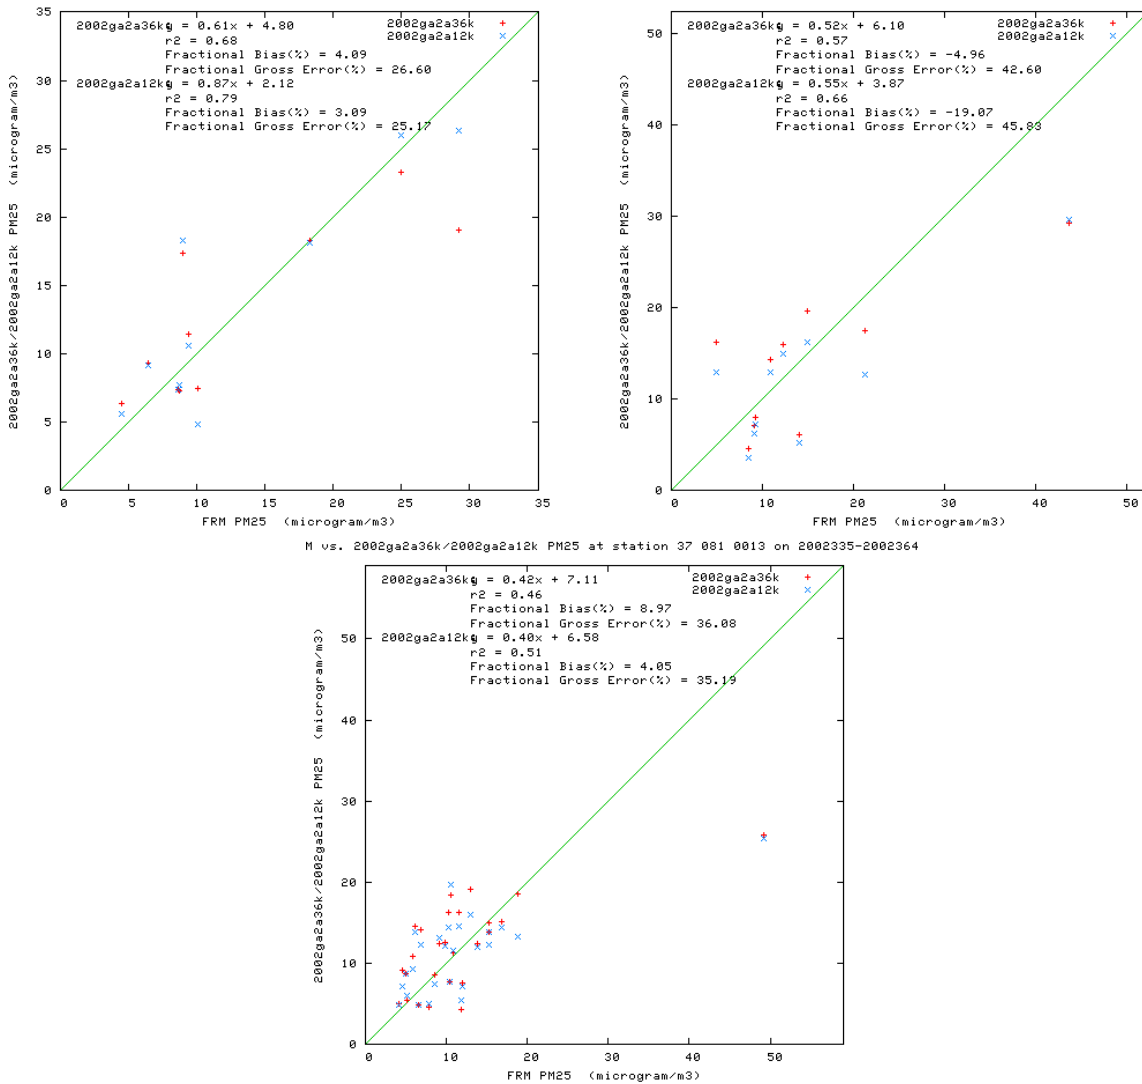 35
30
25
20
15
10
5
0
2002ga2a36k: y = 0.61x + 4.80
r2 = 0.68
Fractional Bias(%) = 4.09
Fractional Gross Error(%) = 26.60
2002ga2a12k: y = 0.87x + 2.12
r2 = 0.79
Fractional Bias(%) = 3.09
Fractional Gross Error(%) = 25.17
2002ga2a36k
2002ga2a12k
2002ga2a36k/2002ga2a12k PM25 (microgram/m3)
0 5 10 15 20 25 30 35
FRM PM25 (microgram/m3)
50
40
30
20
10
0
2002ga2a36k: y = 0.52x + 6.10
r2 = 0.57
Fractional Bias(%) = -4.96
Fractional Gross Error(%) = 42.60
2002ga2a12k: y = 0.55x + 3.87
r2 = 0.66
Fractional Bias(%) = -19.07
Fractional Gross Error(%) = 45.83
2002ga2a36k
2002ga2a12k
2002ga2a36k/2002ga2a12k PM25 (microgram/m3)
0 10 20 30 40 50
FRM PM25 (microgram/m3)
M vs. 2002ga2a36k/2002ga2a12k PM25 at station 37 081 0013 on 2002335-2002364
50
40
30
20
10
0
2002ga2a36k: y = 0.42x + 7.11
r2 = 0.46
Fractional Bias(%) = 8.97
Fractional Gross Error(%) = 36.08
2002ga2a12k: y = 0.40x + 6.58
r2 = 0.51
Fractional Bias(%) = 4.05
Fractional Gross Error(%) = 35.19
2002ga2a36k
2002ga2a12k
2002ga2a36k/2002ga2a12k PM25 (microgram/m3)
0 10 20 30 40 50
FRM PM25 (microgram/m3)